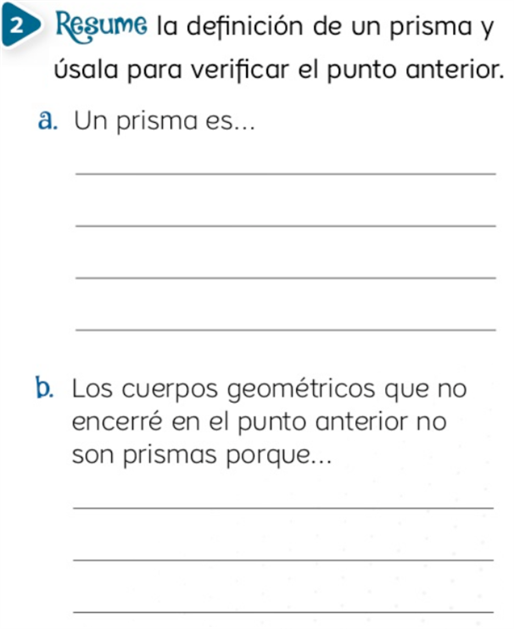 2 Resume la definición de un prisma y
úsala para verificar el punto anterior.
a. Un prisma es...
b. Los cuerpos geométricos que no
encerré en el punto anterior no
son prismas porque...